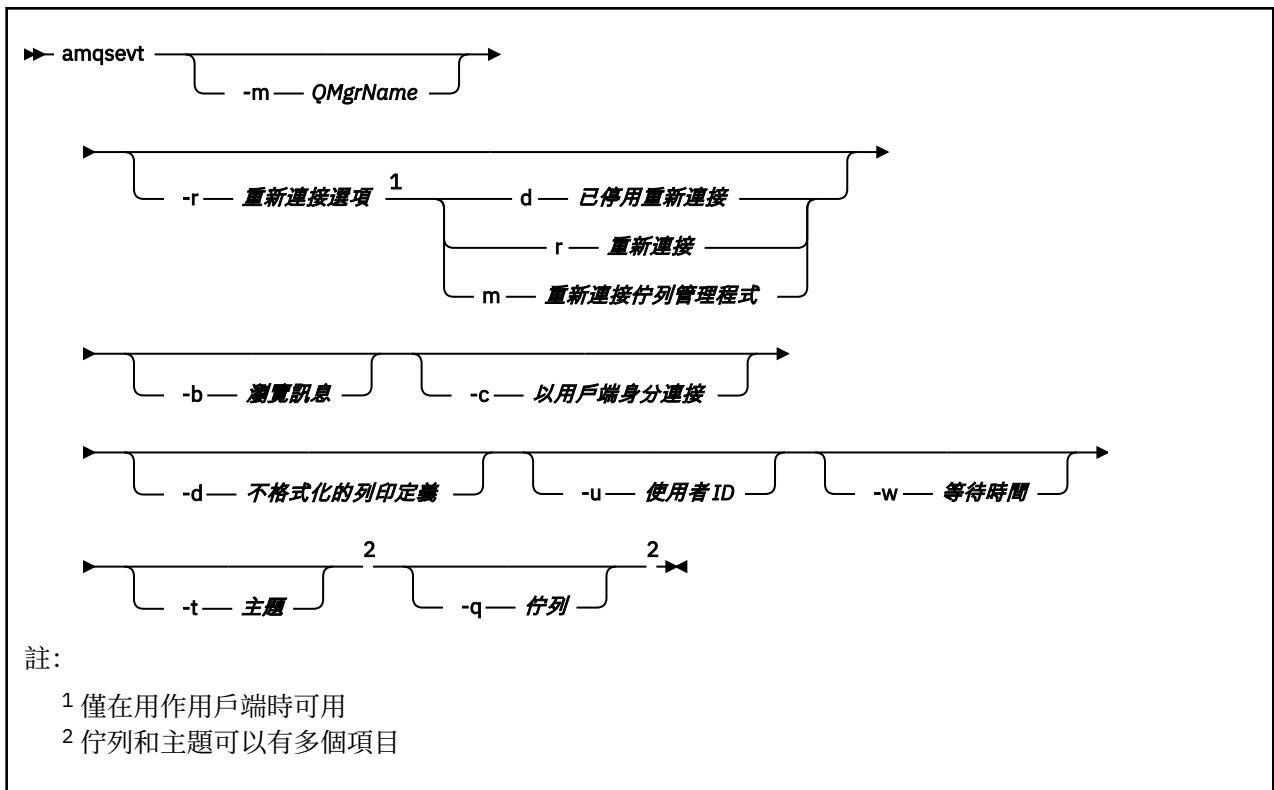 amqsevt
-m QMgrName
-r 重新連接選項 1 d 已停用重新連接
r 重新連接
m 重新連接佇列管理程式
-b 瀏覽訊息 -c 以用戶端身分連接
-d 不格式化的列印定義 -u 使用者 ID -w 等待時間
2 2
-t 主題 -q 佇列
註:
1 僅在用作用戶端時可用
2 佇列和主題可以有多個項目